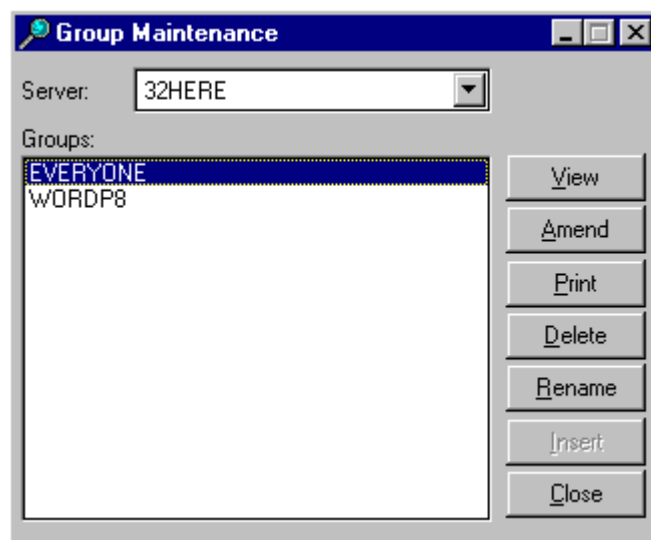 Group Maintenance
Server: 32HERE
Groups:
EVERYONE
WORDP8
View
Amend
Print
Delete
Rename
Insert
Close